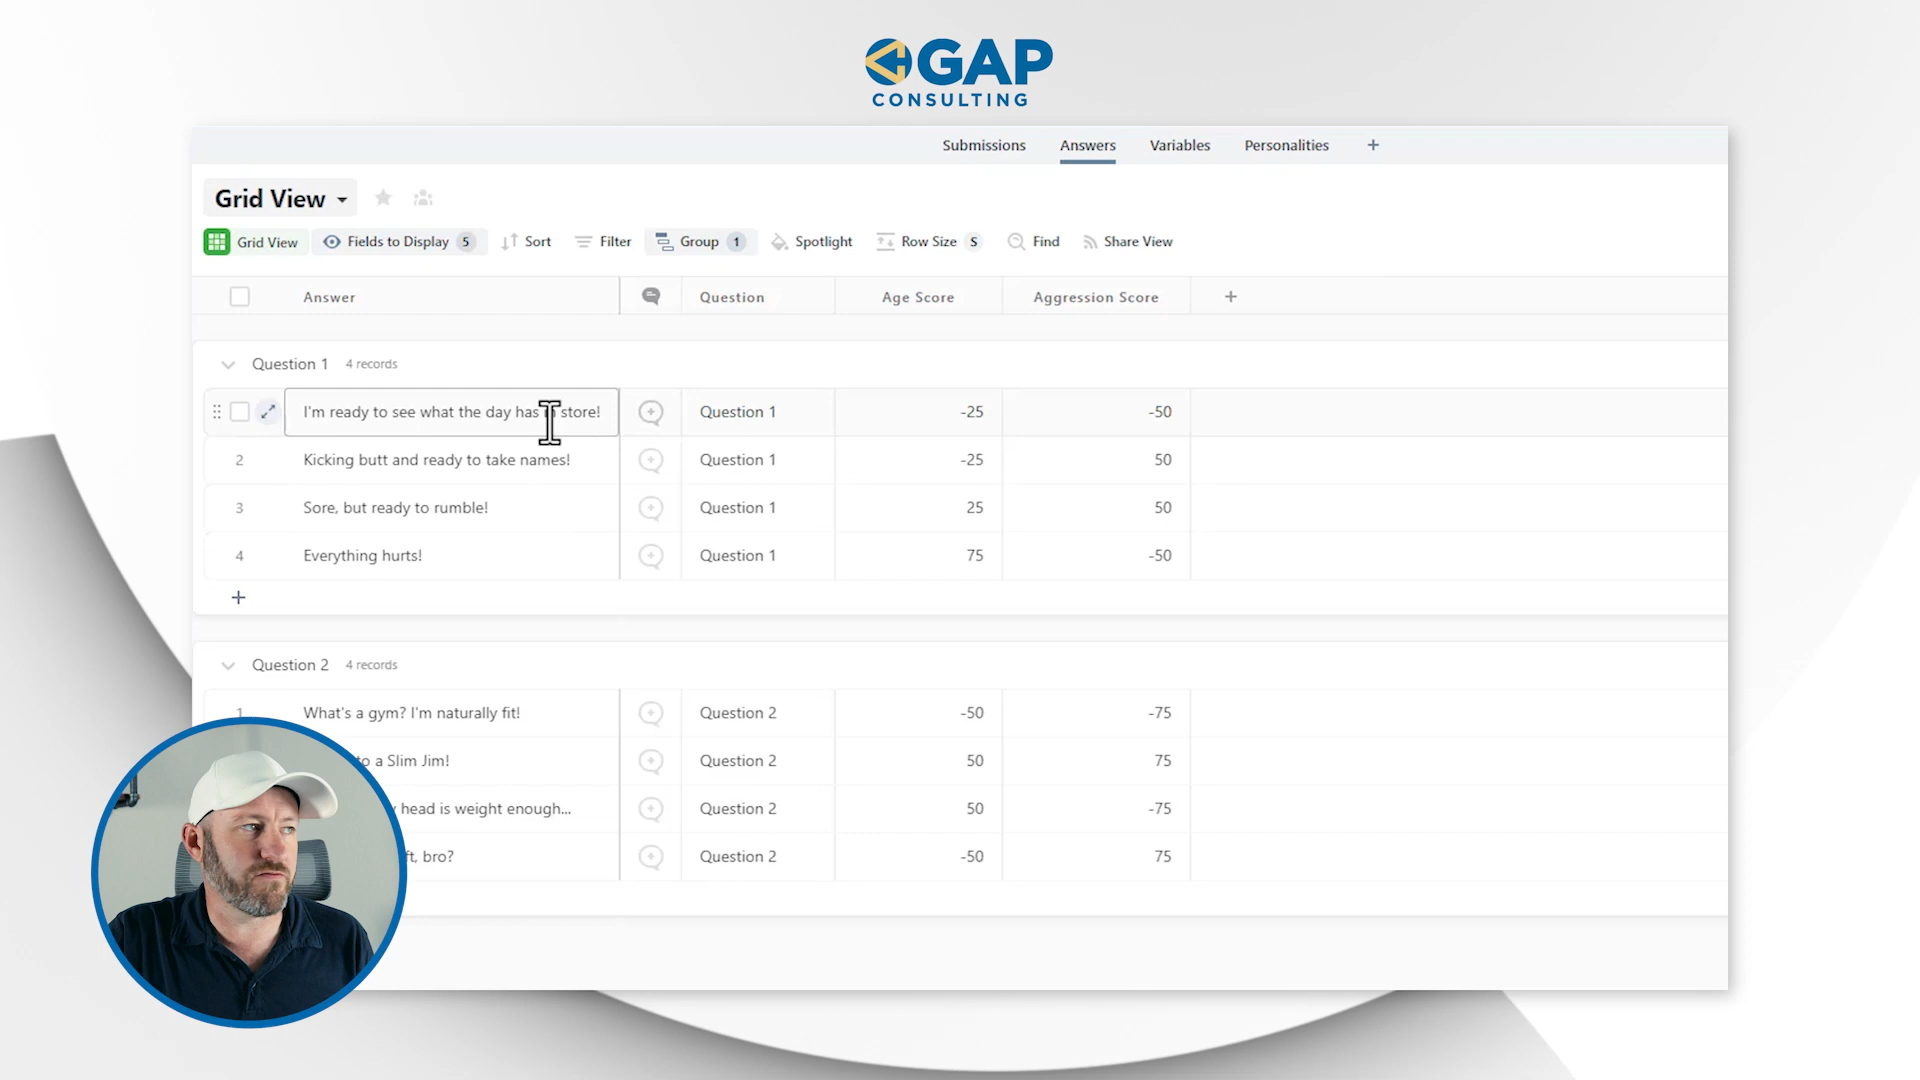 GAP
CONSULTING
Submissions Answers Variables Personalities +
Grid View
Grid View Fields to Display 5 Sort Filter Group 1 Spotlight Row Size S Find Share View
Answer Question Age Score Aggression Score +
Question 1 4 records
I'm ready to see what the day has in store! Question 1 -25 -50
2 Kicking butt and ready to take names! Question 1 -25 50
3 Sore, but ready to rumble! Question 1 25 50
4 Everything hurts! Question 1 75 -50
+
Question 2 4 records
1 What's a gym? I'm naturally fit! Question 2 -50 -75
to a Slim Jim! Question 2 50 75
head is weight enough... Question 2 50 -75
bro? Question 2 -50 75